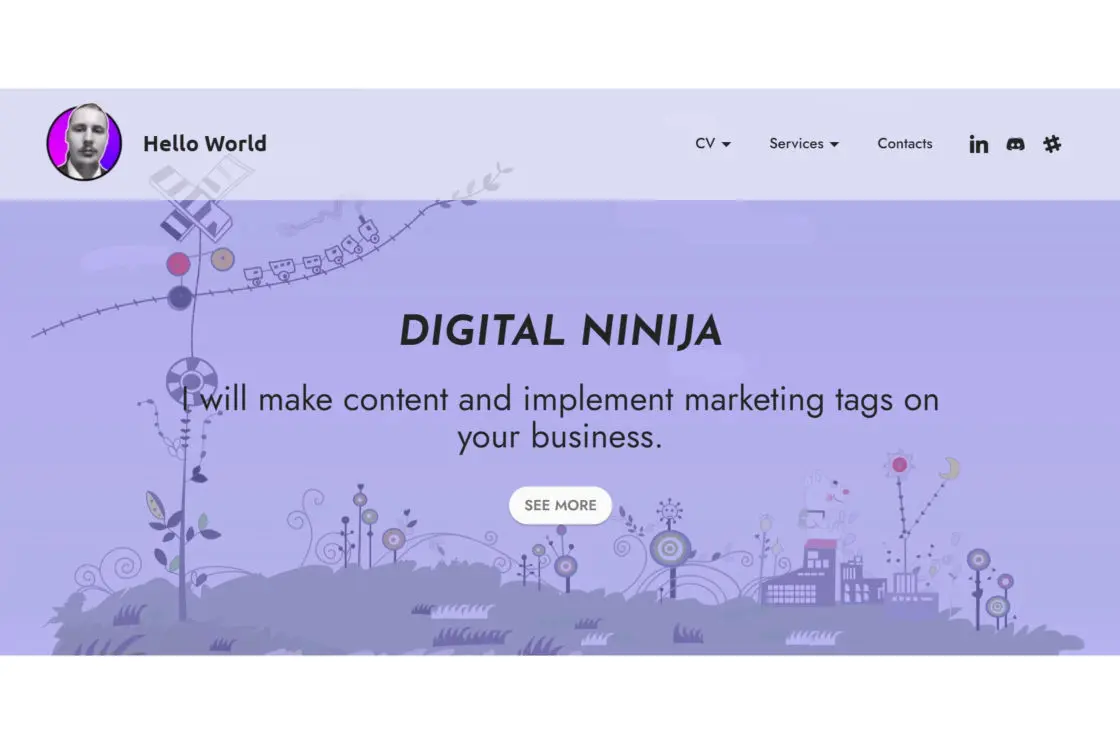 Hello World
CV
Services
Contacts
in
DIGITAL NINIJA
I will make content and implement marketing tags on
your business.
SEE MORE